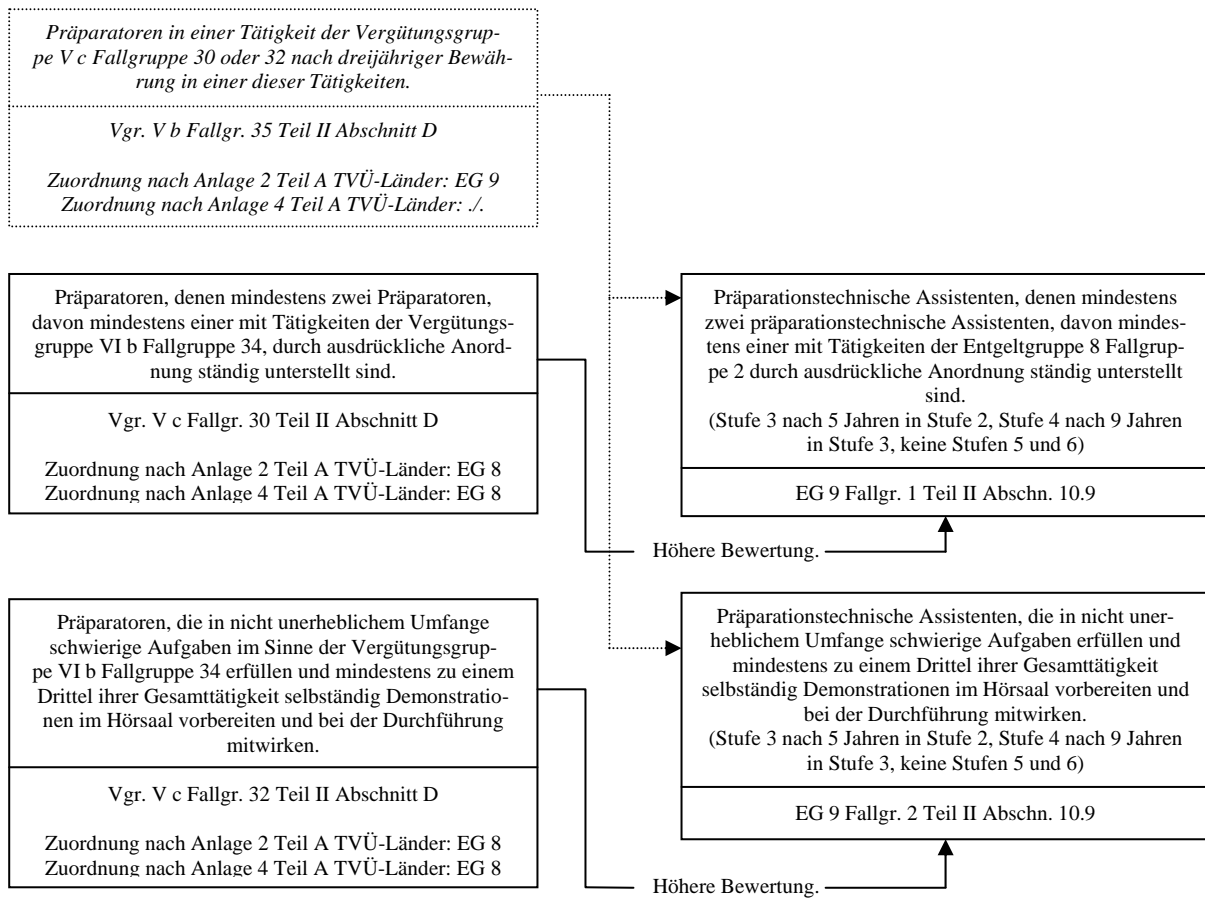 Präparatoren in einer Tätigkeit der Vergütungsgrup-
pe V c Fallgruppe 30 oder 32 nach dreijähriger Bewäh-
rung in einer dieser Tätigkeiten.
Vgr. V b Fallgr. 35 Teil II Abschnitt D
Zuordnung nach Anlage 2 Teil A TVÜ-Länder: EG 9
Zuordnung nach Anlage 4 Teil A TVÜ-Länder: ./.
Präparatoren, denen mindestens zwei Präparatoren,
davon mindestens einer mit Tätigkeiten der Vergütungs-
gruppe VI b Fallgruppe 34, durch ausdrückliche Anord-
nung ständig unterstellt sind.
Vgr. V c Fallgr. 30 Teil II Abschnitt D
Zuordnung nach Anlage 2 Teil A TVÜ-Länder: EG 8
Zuordnung nach Anlage 4 Teil A TVÜ-Länder: EG 8
Präparationstechnische Assistenten, denen mindestens
zwei präparationstechnische Assistenten, davon mindes-
tens einer mit Tätigkeiten der Entgeltgruppe 8 Fallgrup-
pe 2 durch ausdrückliche Anordnung ständig unterstellt
sind.
(Stufe 3 nach 5 Jahren in Stufe 2, Stufe 4 nach 9 Jahren
in Stufe 3, keine Stufen 5 und 6)
EG 9 Fallgr. 1 Teil II Abschn. 10.9
Höhere Bewertung.
Präparatoren, die in nicht unerheblichem Umfange
schwierige Aufgaben im Sinne der Vergütungsgrup-
pe VI b Fallgruppe 34 erfüllen und mindestens zu einem
Drittel ihrer Gesamttätigkeit selbständig Demonstratio-
nen im Hörsaal vorbereiten und bei der Durchführung
mitwirken.
Vgr. V c Fallgr. 32 Teil II Abschnitt D
Zuordnung nach Anlage 2 Teil A TVÜ-Länder: EG 8
Zuordnung nach Anlage 4 Teil A TVÜ-Länder: EG 8
Präparationstechnische Assistenten, die in nicht uner-
heblichem Umfange schwierige Aufgaben erfüllen und
mindestens zu einem Drittel ihrer Gesamttätigkeit
selbständig Demonstrationen im Hörsaal vorbereiten und
bei der Durchführung mitwirken.
(Stufe 3 nach 5 Jahren in Stufe 2, Stufe 4 nach 9 Jahren
in Stufe 3, keine Stufen 5 und 6)
EG 9 Fallgr. 2 Teil II Abschn. 10.9
Höhere Bewertung.